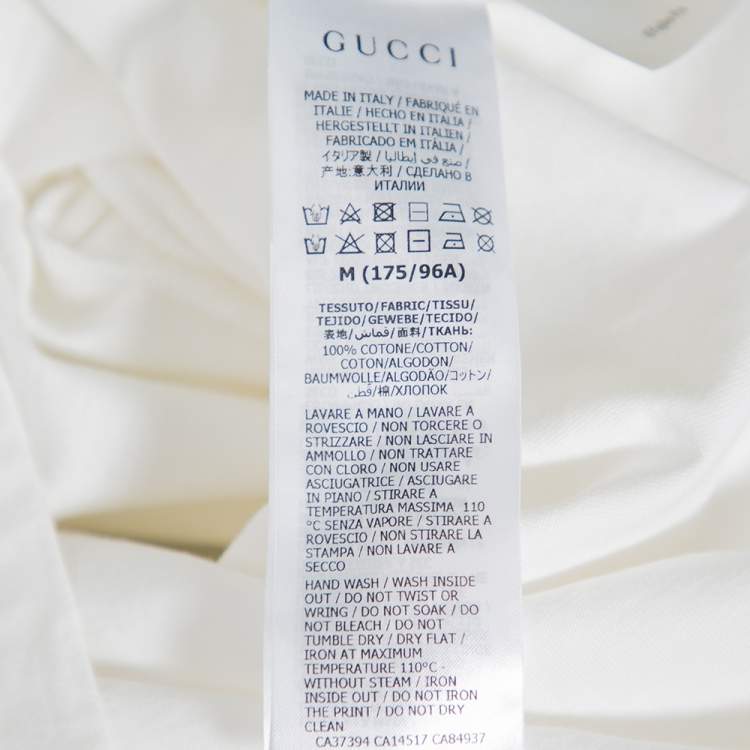 GUCCI
MADE IN ITALY / FABRIQUÉ EN
ITALIE / HECHO EN ITALIA /
HERGESTELLT IN ITALIEN /
FABRICADO EM ITÁLIA /
イタリア製 / صنع في إيطاليا /
产地:意大利 / СДЕЛАНО В
ИТАЛИИ
M (175/96A)
TESSUTO/FABRIC/TISSU/
TEJIDO/GEWEBE/TECIDO/
表地/قماش/面料/ТКАНЬ:
100% COTONE/COTTON/
COTON/ALGODON/
BAUMWOLLE/ALGODÃO/コットン/
قطن/棉/ХЛОПОК
LAVARE A MANO / LAVARE A
ROVESCIO / NON TORCERE O
STRIZZARE / NON LASCIARE IN
AMMOLLO / NON TRATTARE
CON CLORO / NON USARE
ASCIUGATRICE / ASCIUGARE
IN PIANO / STIRARE A
TEMPERATURA MASSIMA 110
°C SENZA VAPORE / STIRARE A
ROVESCIO / NON STIRARE LA
STAMPA / NON LAVARE A
SECCO
HAND WASH / WASH INSIDE
OUT / DO NOT TWIST OR
WRING / DO NOT SOAK / DO
NOT BLEACH / DO NOT
TUMBLE DRY / DRY FLAT /
IRON AT MAXIMUM
TEMPERATURE 110°C -
WITHOUT STEAM / IRON
INSIDE OUT / DO NOT IRON
THE PRINT / DO NOT DRY
CLEAN
CA37394 CA14517 CA84937